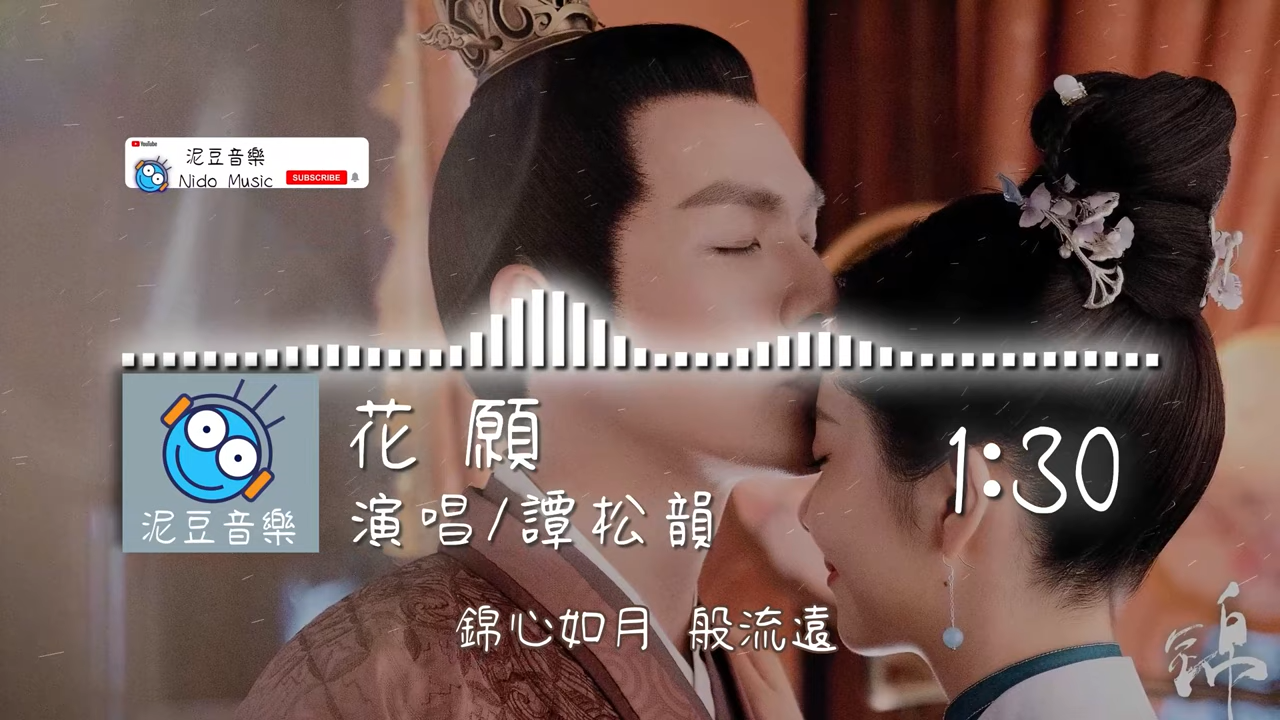 YouTube
泥豆音樂
Nido Music
SUBSCRIBE
花 願
演唱/譚松韻
1:30
泥豆音樂
錦心如月 般流遠
錦